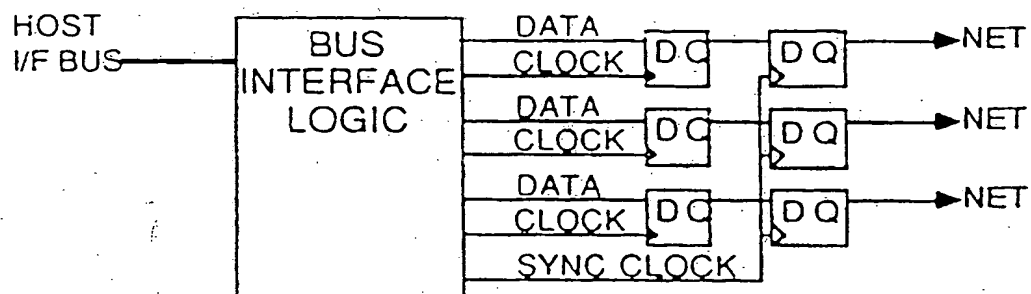 HOST
I/F BUS
BUS
INTERFACE
LOGIC
DATA
CLOCK
D Q
D Q
NET
DATA
CLOCK
D Q
D Q
NET
DATA
CLOCK
D Q
D Q
NET
SYNC CLOCK